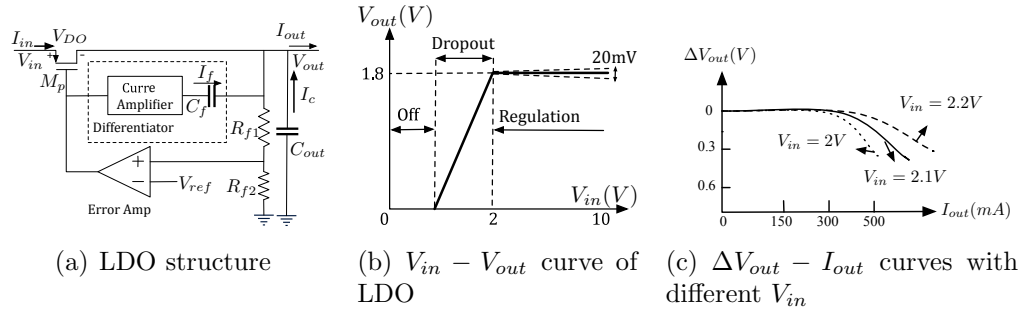 I_in
V_DO
I_out
V_in
+
-
V_out
M_p
Curre
Amplifier
I_f
C_f
I_c
Differentiator
R_f1
C_out
+
−
V_ref
R_f2
Error Amp
(a) LDO structure
V_out(V)
Dropout
20mV
1.8
Off
Regulation
V_in(V)
0
2
10
(b) V_in − V_out curve of
LDO
ΔV_out(V)
0
V_in = 2.2V
0.3
V_in = 2V
V_in = 2.1V
0.6
0
150
300
500
I_out(mA)
(c) ΔV_out − I_out curves with
different V_in